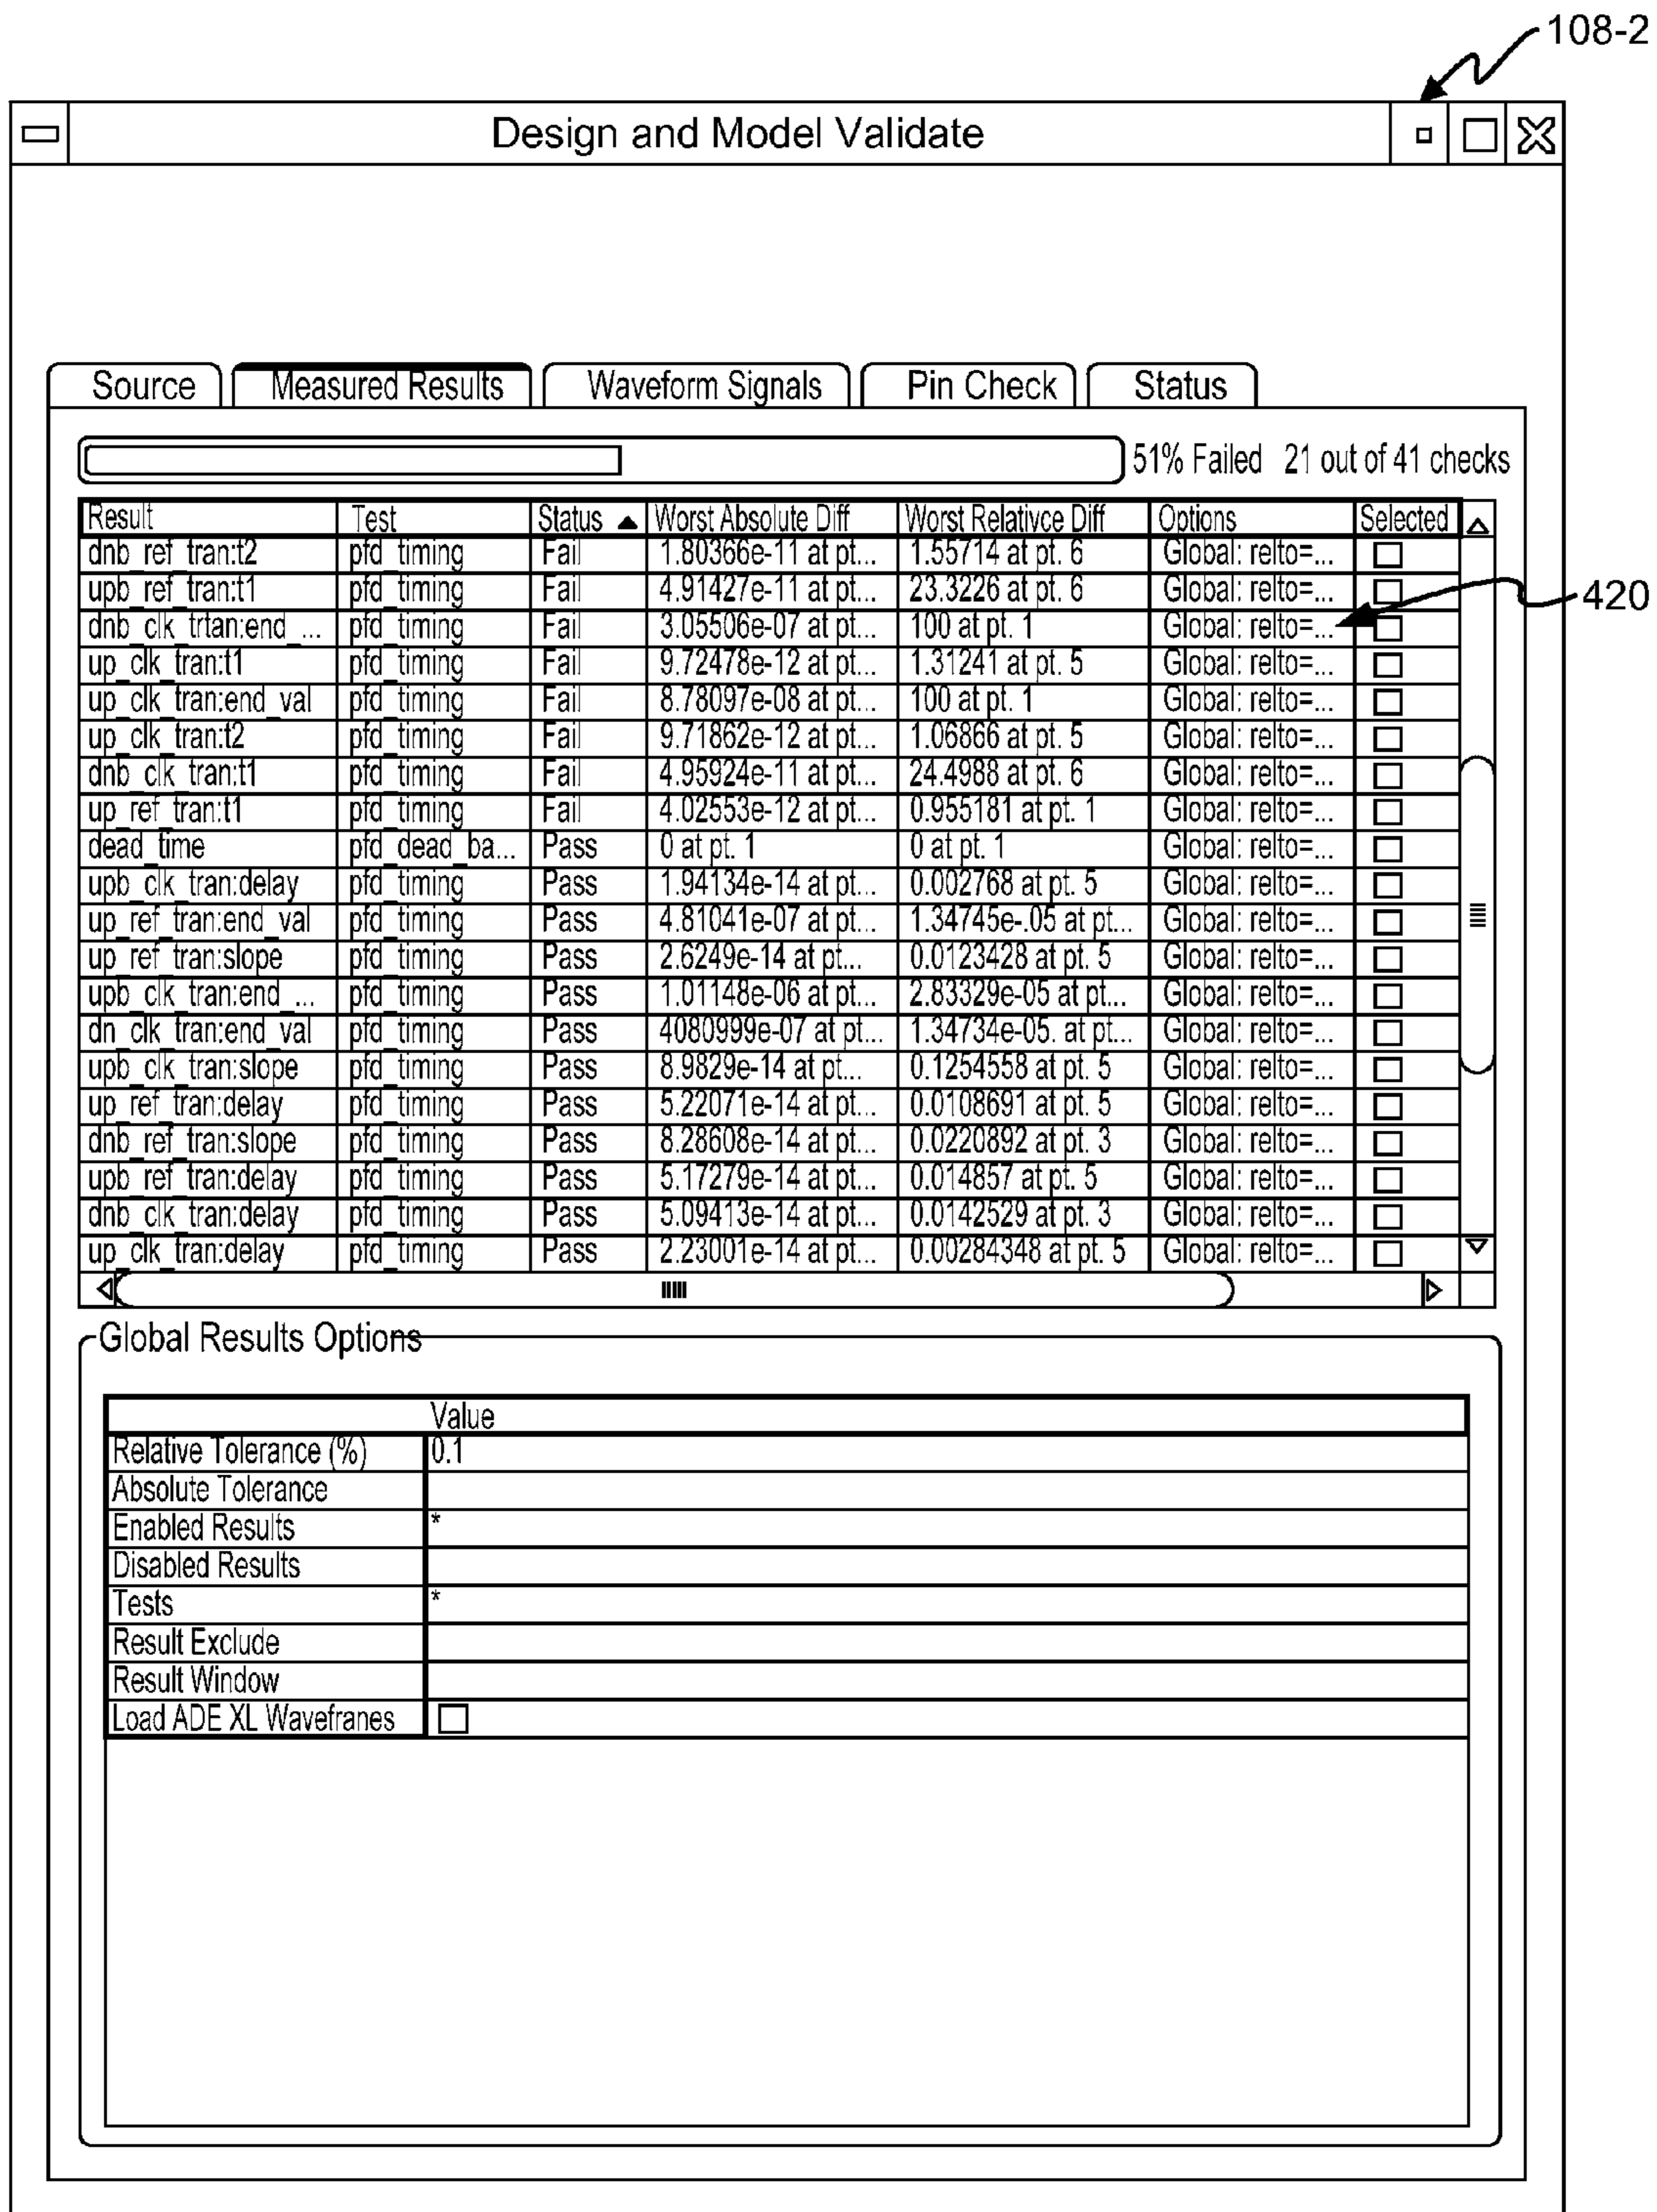 108-2
Design and Model Validate
Source Measured Results Waveform Signals Pin Check Status
51% Failed 21 out of 41 checks
Result Test Status Worst Absolute Diff Worst Relativce Diff Options Selected
dnb_ref_tran:t2 pfd_timing Fail 1.80366e-11 at pt... 1.55714 at pt. 6 Global: relto=...
upb_ref_tran:t1 pfd_timing Fail 4.91427e-11 at pt... 23.3226 at pt. 6 Global: relto=...
420
dnb_clk_trtan:end_... pfd_timing Fail 3.05506e-07 at pt... 100 at pt. 1 Global: relto=...
up_clk_tran:t1 pfd_timing Fail 9.72478e-12 at pt... 1.31241 at pt. 5 Global: relto=...
up_clk_tran:end_val pfd_timing Fail 8.78097e-08 at pt... 100 at pt. 1 Global: relto=...
up_clk_tran:t2 pfd_timing Fail 9.71862e-12 at pt... 1.06866 at pt. 5 Global: relto=...
dnb_clk_tran:t1 pfd_timing Fail 4.95924e-11 at pt... 24.4988 at pt. 6 Global: relto=...
up_ref_tran:t1 pfd_timing Fail 4.02553e-12 at pt... 0.955181 at pt. 1 Global: relto=...
dead_time pfd_dead_ba... Pass 0 at pt. 1 0 at pt. 1 Global: relto=...
upb_clk_tran:delay pfd_timing Pass 1.94134e-14 at pt... 0.002768 at pt. 5 Global: relto=...
up_ref_tran:end_val pfd_timing Pass 4.81041e-07 at pt... 1.34745e-.05 at pt... Global: relto=...
up_ref_tran:slope pfd_timing Pass 2.6249e-14 at pt... 0.0123428 at pt. 5 Global: relto=...
upb_clk_tran:end_... pfd_timing Pass 1.01148e-06 at pt... 2.83329e-05 at pt... Global: relto=...
dn_clk_tran:end_val pfd_timing Pass 4080999e-07 at pt... 1.34734e-05. at pt... Global: relto=...
upb_clk_tran:slope pfd_timing Pass 8.9829e-14 at pt... 0.1254558 at pt. 5 Global: relto=...
up_ref_tran:delay pfd_timing Pass 5.22071e-14 at pt... 0.0108691 at pt. 5 Global: relto=...
dnb_ref_tran:slope pfd_timing Pass 8.28608e-14 at pt... 0.0220892 at pt. 3 Global: relto=...
upb_ref_tran:delay pfd_timing Pass 5.17279e-14 at pt... 0.014857 at pt. 5 Global: relto=...
dnb_clk_tran:delay pfd_timing Pass 5.09413e-14 at pt... 0.0142529 at pt. 3 Global: relto=...
up_clk_tran:delay pfd_timing Pass 2.23001e-14 at pt... 0.00284348 at pt. 5 Global: relto=...
Global Results Options
Value
Relative Tolerance (%) 0.1
Absolute Tolerance
Enabled Results *
Disabled Results
Tests *
Result Exclude
Result Window
Load ADE XL Wavefranes